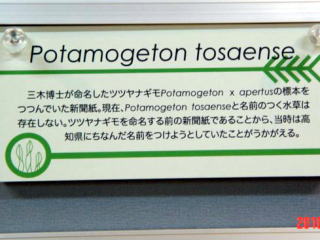 Potamogeton tosaense
三木博士が命名したツツヤナギモPotamogeton x apertusの標本を
つつんでいた新聞紙。現在、Potamogeton tosaenseと名前のつく水草は
存在しない。ツツヤナギモを命名する前の新聞紙であることから、当時は高
知県にちなんだ名前をつけようとしていたことがうかがえる。